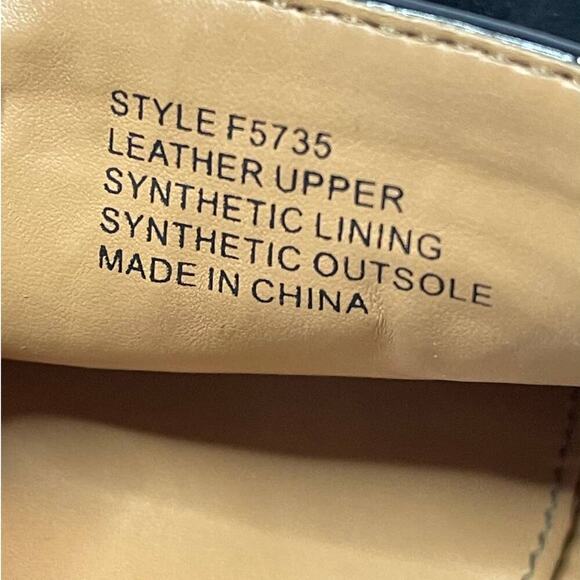 STYLE F5735
LEATHER UPPER
SYNTHETIC LINING
SYNTHETIC OUTSOLE
MADE IN CHINA